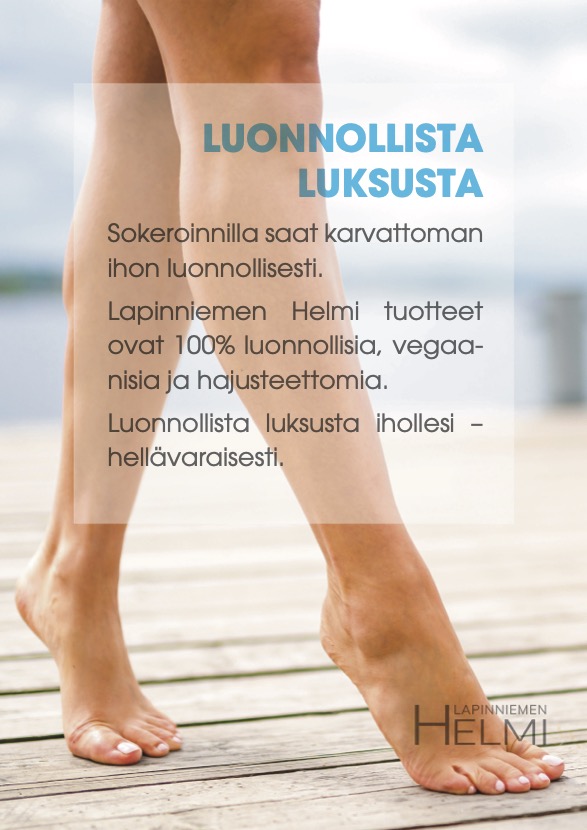 LUONNOLLISTA
LUKSUSTA
Sokeroinnilla saat karvattoman
ihon luonnollisesti.
Lapinniemen Helmi tuotteet
ovat 100% luonnollisia, vegaa-
nisia ja hajusteettomia.
Luonnollista luksusta ihollesi –
hellävaraisesti.
LAPINNIEMEN
HELMI